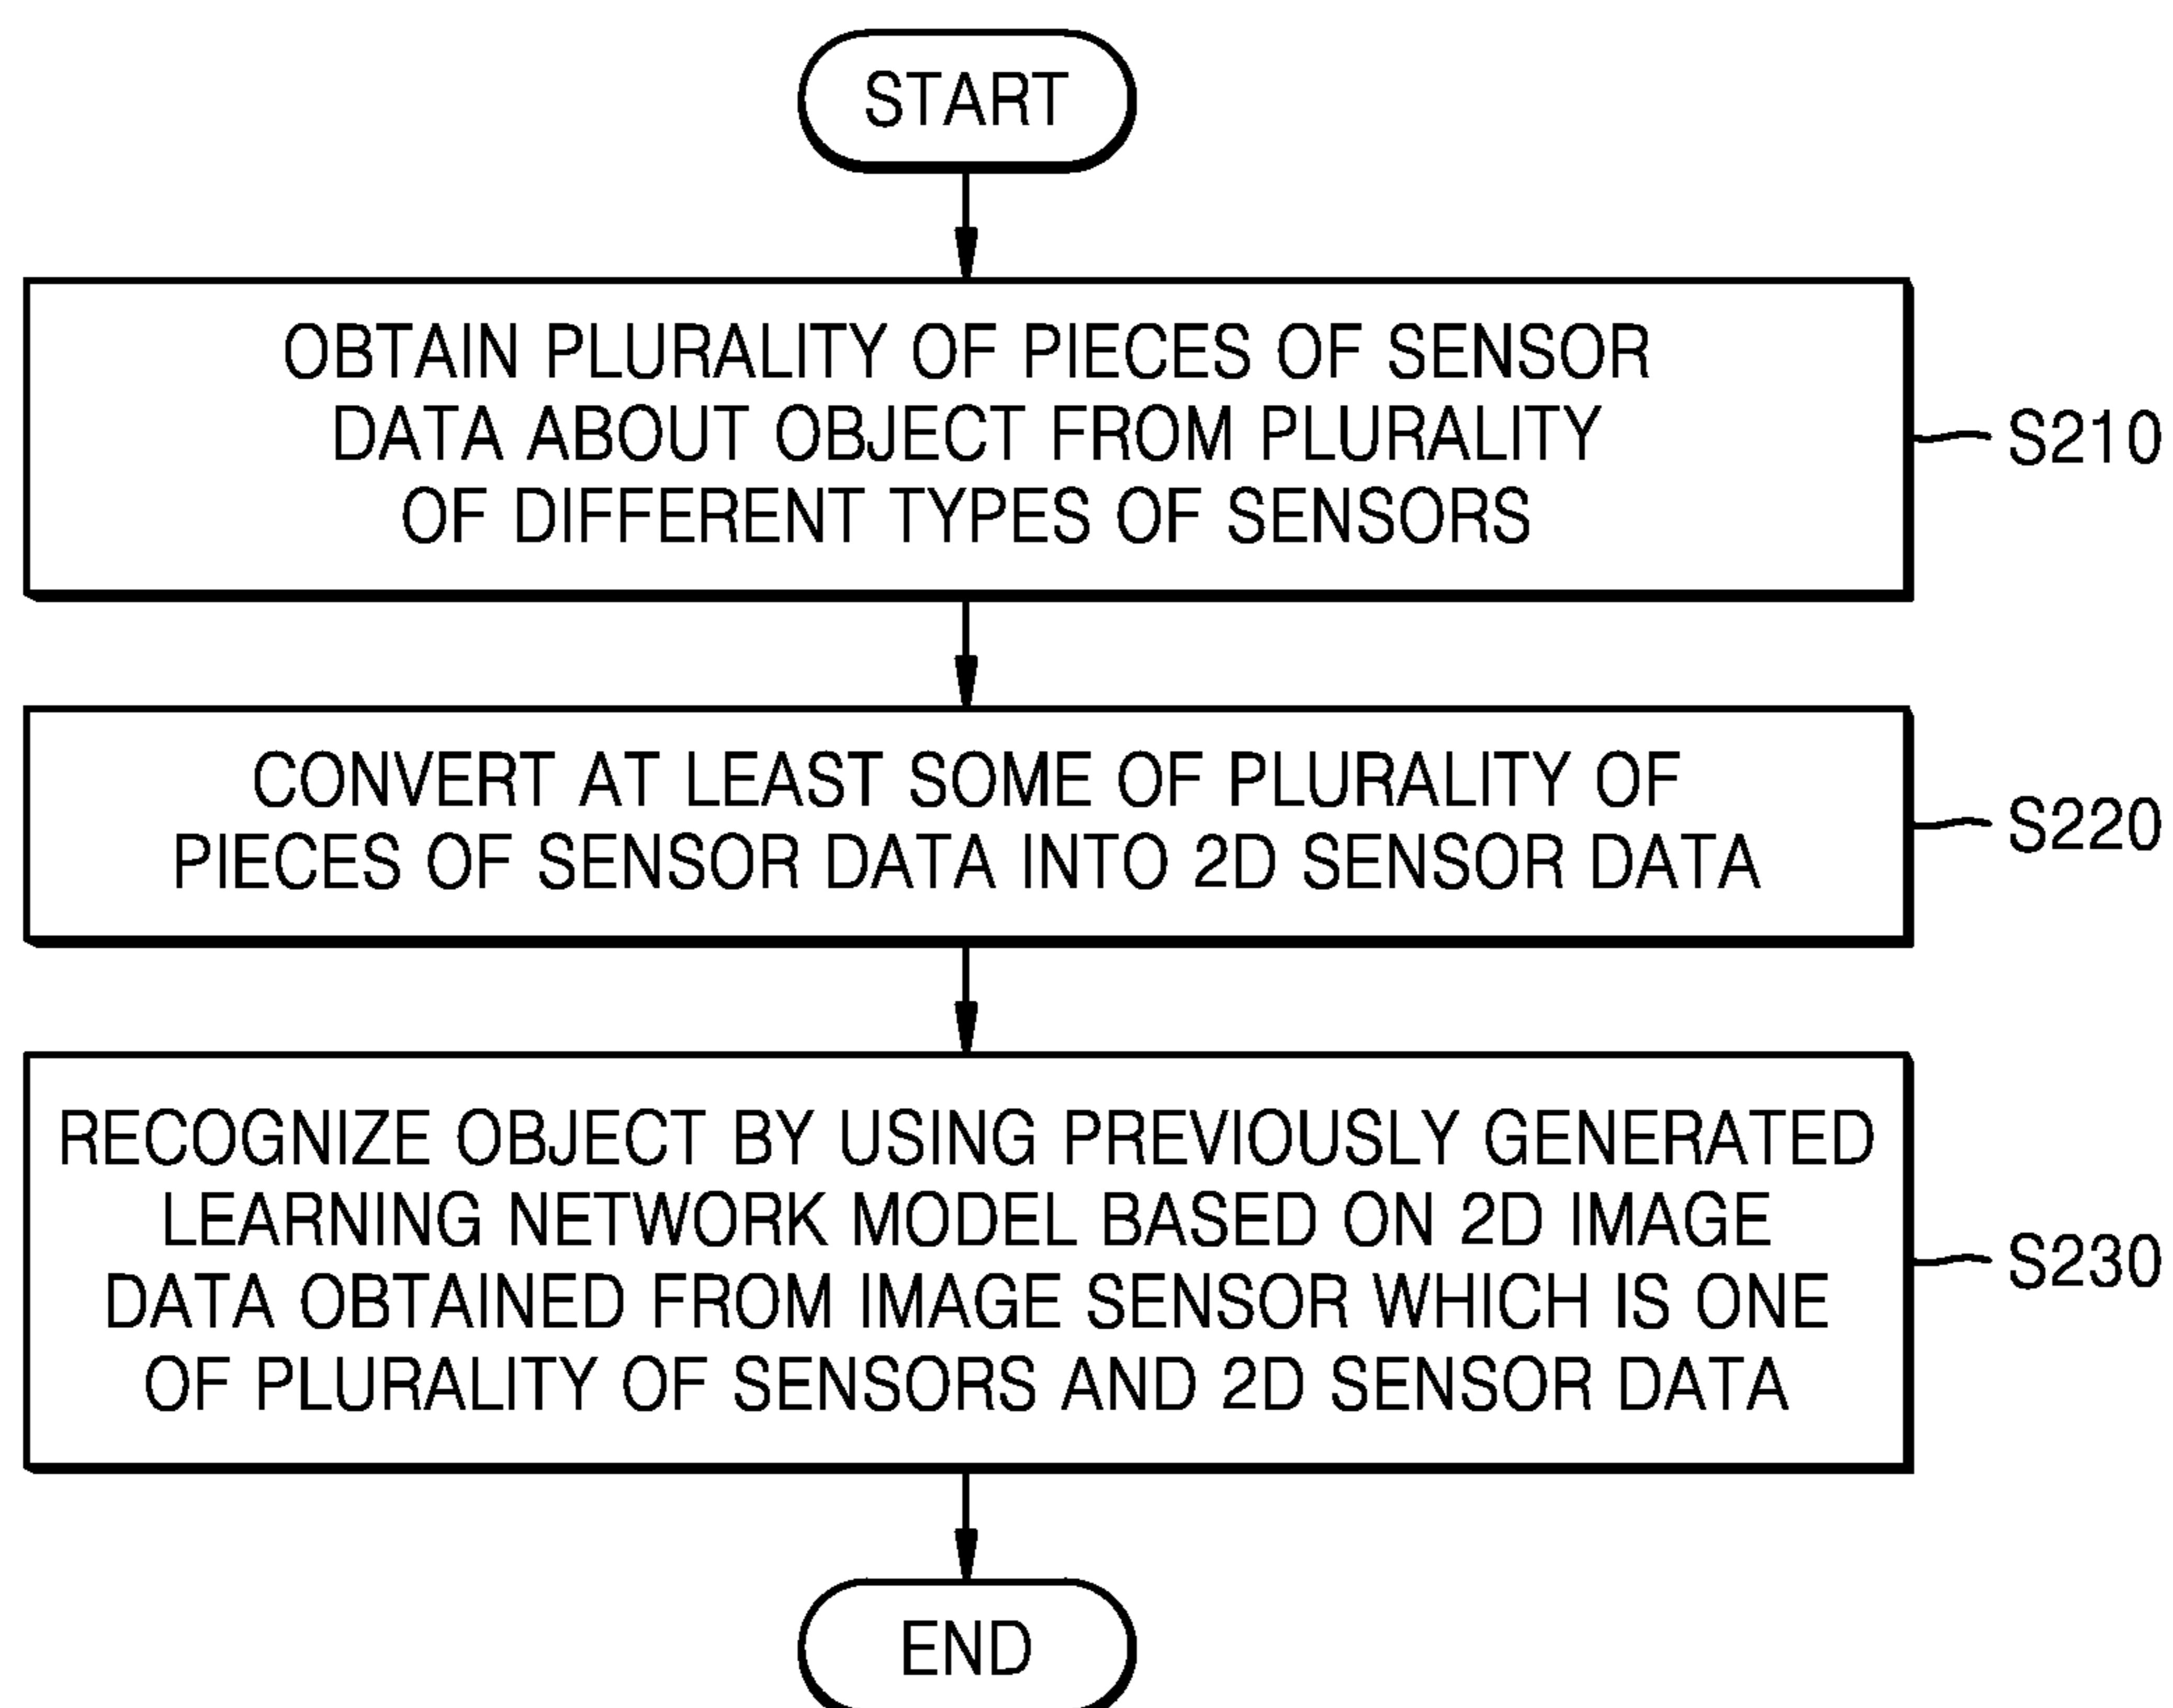 START
OBTAIN PLURALITY OF PIECES OF SENSOR
DATA ABOUT OBJECT FROM PLURALITY
OF DIFFERENT TYPES OF SENSORS
S210
CONVERT AT LEAST SOME OF PLURALITY OF
PIECES OF SENSOR DATA INTO 2D SENSOR DATA
S220
RECOGNIZE OBJECT BY USING PREVIOUSLY GENERATED
LEARNING NETWORK MODEL BASED ON 2D IMAGE
DATA OBTAINED FROM IMAGE SENSOR WHICH IS ONE
OF PLURALITY OF SENSORS AND 2D SENSOR DATA
S230
END